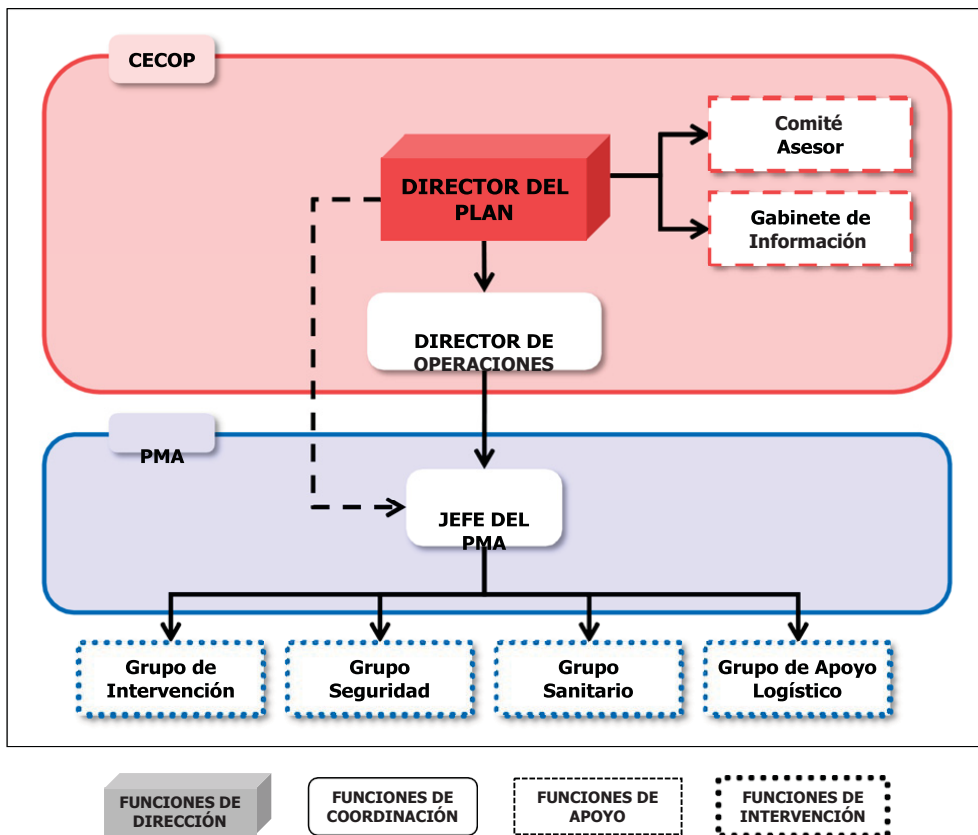 CECOP
Comité
Asesor
DIRECTOR DEL
PLAN
Gabinete de
Información
DIRECTOR DE
OPERACIONES
PMA
JEFE DEL
PMA
Grupo de
Intervención
Grupo
Seguridad
Grupo
Sanitario
Grupo de Apoyo
Logístico
FUNCIONES DE
DIRECCIÓN
FUNCIONES DE
COORDINACIÓN
FUNCIONES DE
APOYO
FUNCIONES DE
INTERVENCIÓN